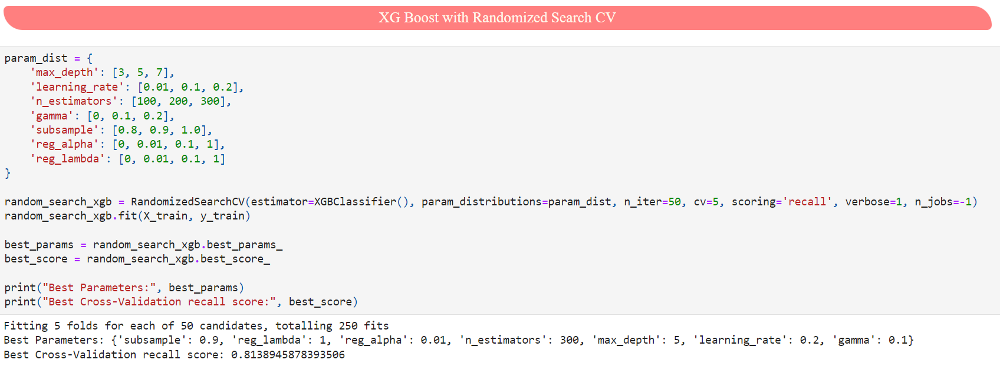 XG Boost with Randomized Search CV
param_dist = {
    'max_depth': [3, 5, 7],
    'learning_rate': [0.01, 0.1, 0.2],
    'n_estimators': [100, 200, 300],
    'gamma': [0, 0.1, 0.2],
    'subsample': [0.8, 0.9, 1.0],
    'reg_alpha': [0, 0.01, 0.1, 1],
    'reg_lambda': [0, 0.01, 0.1, 1]
}
random_search_xgb = RandomizedSearchCV(estimator=XGBClassifier(), param_distributions=param_dist, n_iter=50, cv=5, scoring='recall', verbose=1, n_jobs=-1)
random_search_xgb.fit(X_train, y_train)
best_params = random_search_xgb.best_params_
best_score = random_search_xgb.best_score_
print("Best Parameters:", best_params)
print("Best Cross-Validation recall score:", best_score)
Fitting 5 folds for each of 50 candidates, totalling 250 fits
Best Parameters: {'subsample': 0.9, 'reg_lambda': 1, 'reg_alpha': 0.01, 'n_estimators': 300, 'max_depth': 5, 'learning_rate': 0.2, 'gamma': 0.1}
Best Cross-Validation recall score: 0.8138945878393506